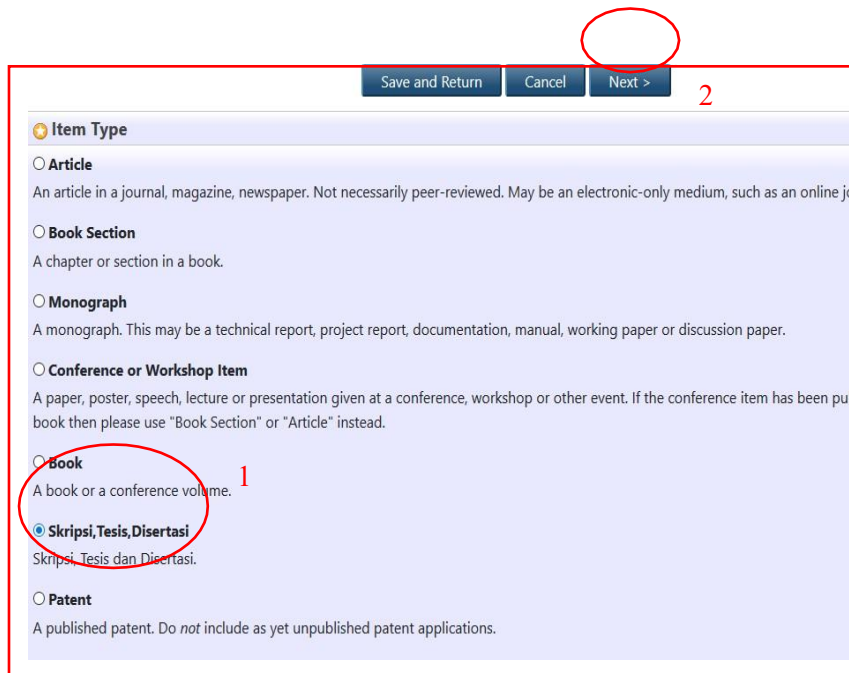 Save and Return Cancel Next >
2
Item Type
Article
An article in a journal, magazine, newspaper. Not necessarily peer-reviewed. May be an electronic-only medium, such as an online
Book Section
A chapter or section in a book.
Monograph
A monograph. This may be a technical report, project report, documentation, manual, working paper or discussion paper.
Conference or Workshop Item
A paper, poster, speech, lecture or presentation given at a conference, workshop or other event. If the conference item has been
book then please use "Book Section" or "Article" instead.
Book
1
A book or a conference volume.
Skripsi,Tesis,Disertasi
Skripsi, Tesis dan Disertasi.
Patent
A published patent. Do not include as yet unpublished patent applications.